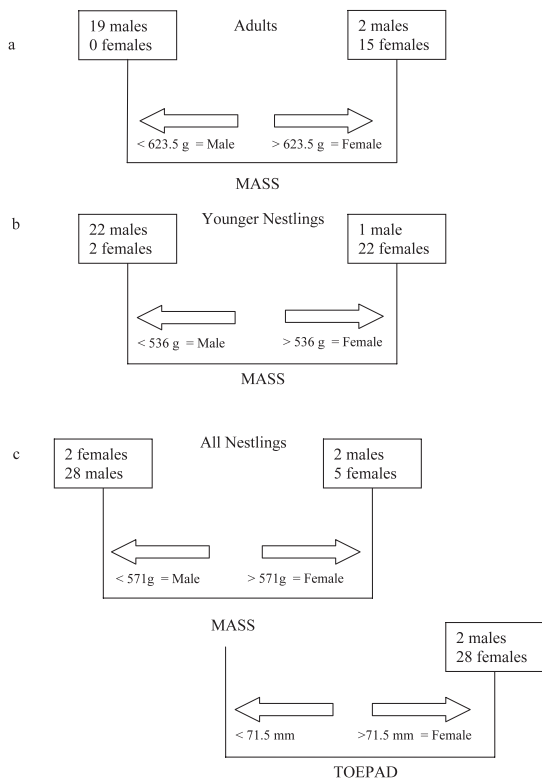 a
19 males
0 females
Adults
2 males
15 females
< 623.5 g = Male
> 623.5 g = Female
MASS
b
22 males
2 females
Younger Nestlings
1 male
22 females
< 536 g = Male
> 536 g = Female
MASS
c
2 females
28 males
All Nestlings
2 males
5 females
< 571g = Male
> 571g = Female
MASS
2 males
28 females
< 71.5 mm
>71.5 mm = Female
TOEPAD